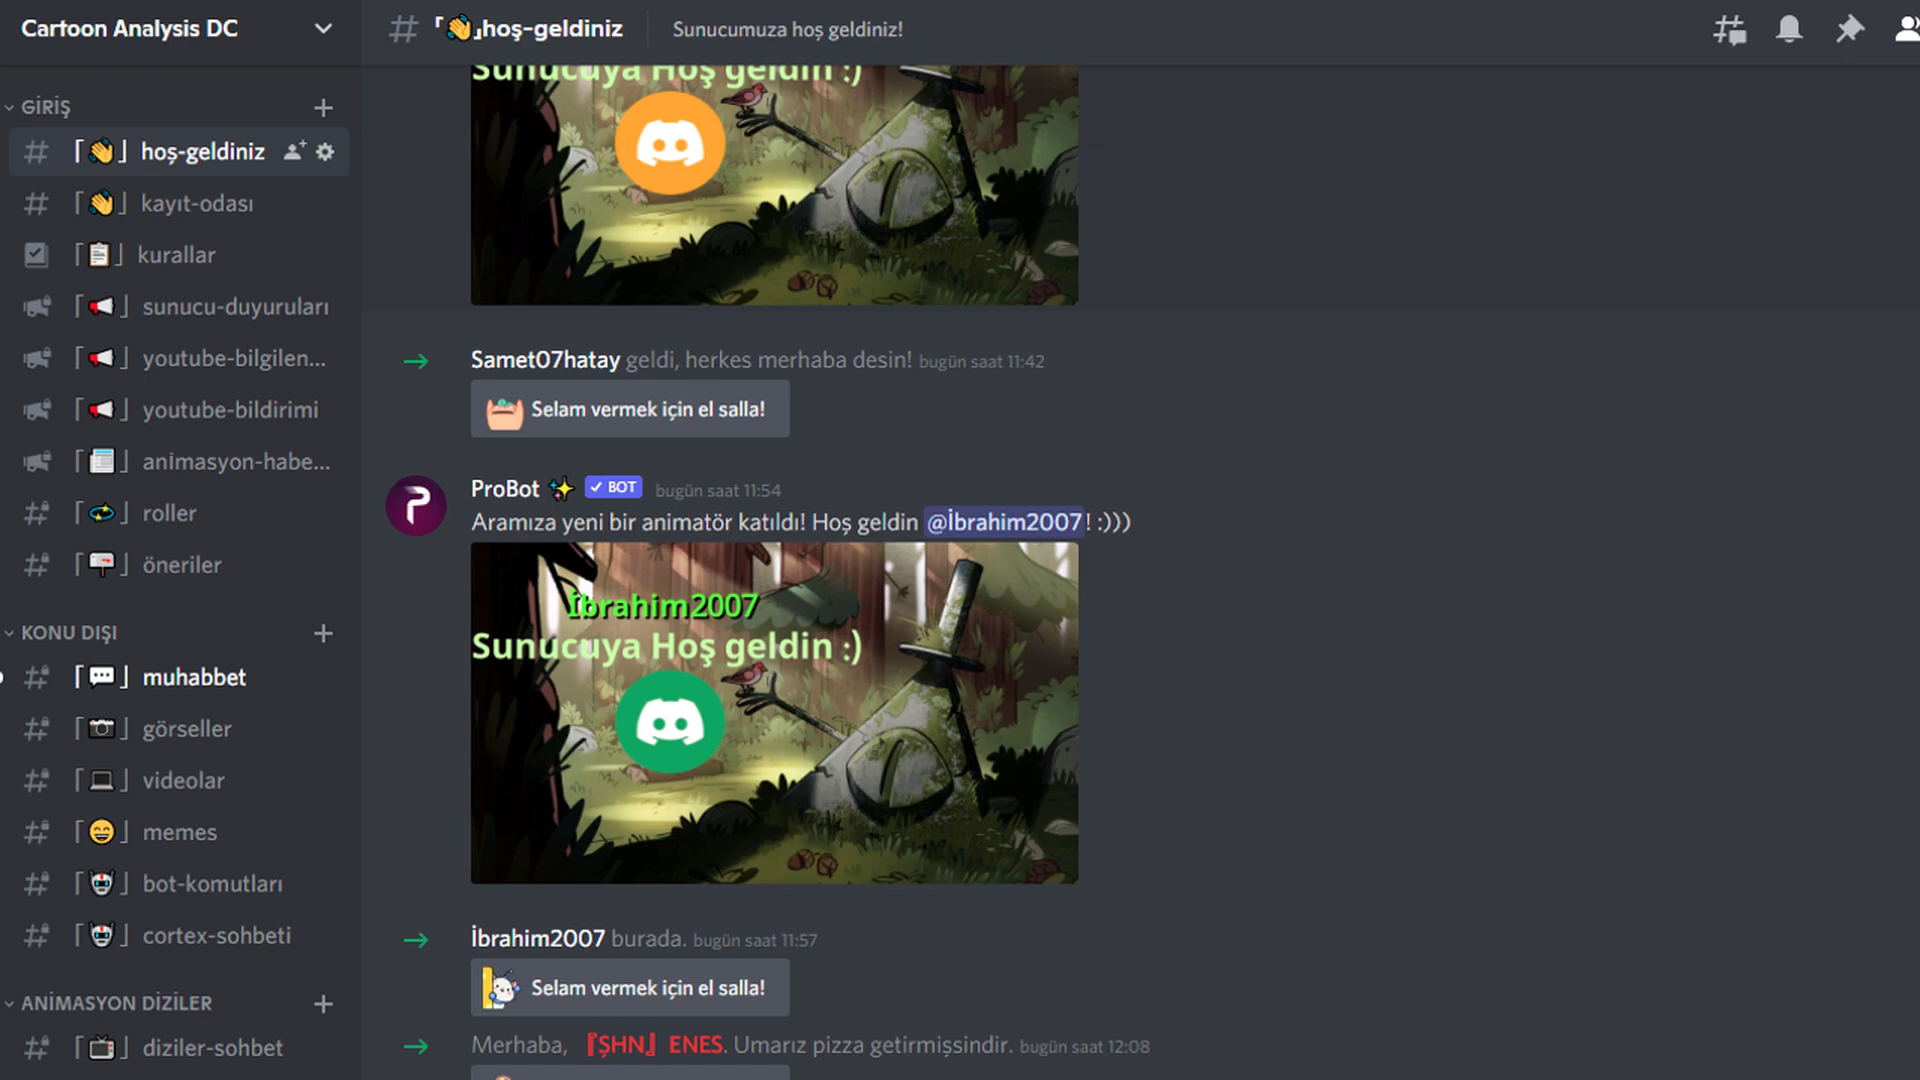 Cartoon Analysis DC
GİRİŞ
「👋」 hoş-geldiniz
「👋」 kayıt-odası
「📋」 kurallar
「📢」 sunucu-duyuruları
「📢」 youtube-bilgilen...
「📢」 youtube-bildirimi
「📰」 animasyon-habe...
「💫」 roller
「📪」 öneriler
KONU DIŞI
「💬」 muhabbet
「📷」 görseller
「💻」 videolar
「😄」 memes
「🤖」 bot-komutları
「🤖」 cortex-sohbeti
ANİMASYON DİZİLER
「📺」 diziler-sohbet
「👋」hoş-geldiniz
Sunucumuza hoş geldiniz!
Sunucuya Hoş geldin :)
Samet07hatay geldi, herkes merhaba desin! bugün saat 11:42
Selam vermek için el salla!
ProBot ✨ ✓ BOT bugün saat 11:54
Aramıza yeni bir animatör katıldı! Hoş geldin @İbrahim2007! :)))
İbrahim2007
Sunucuya Hoş geldin :)
İbrahim2007 burada. bugün saat 11:57
Selam vermek için el salla!
Merhaba, 『ŞHN』 ENES. Umarız pizza getirmişsindir. bugün saat 12:08